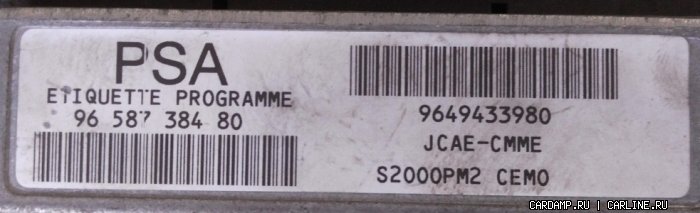 PSA
ETIQUETTE PROGRAMME
96 587 384 80
9649433980
JCAE-CMME
S2000PM2 CEMO
CARDAMP.RU | CARLINE.RU